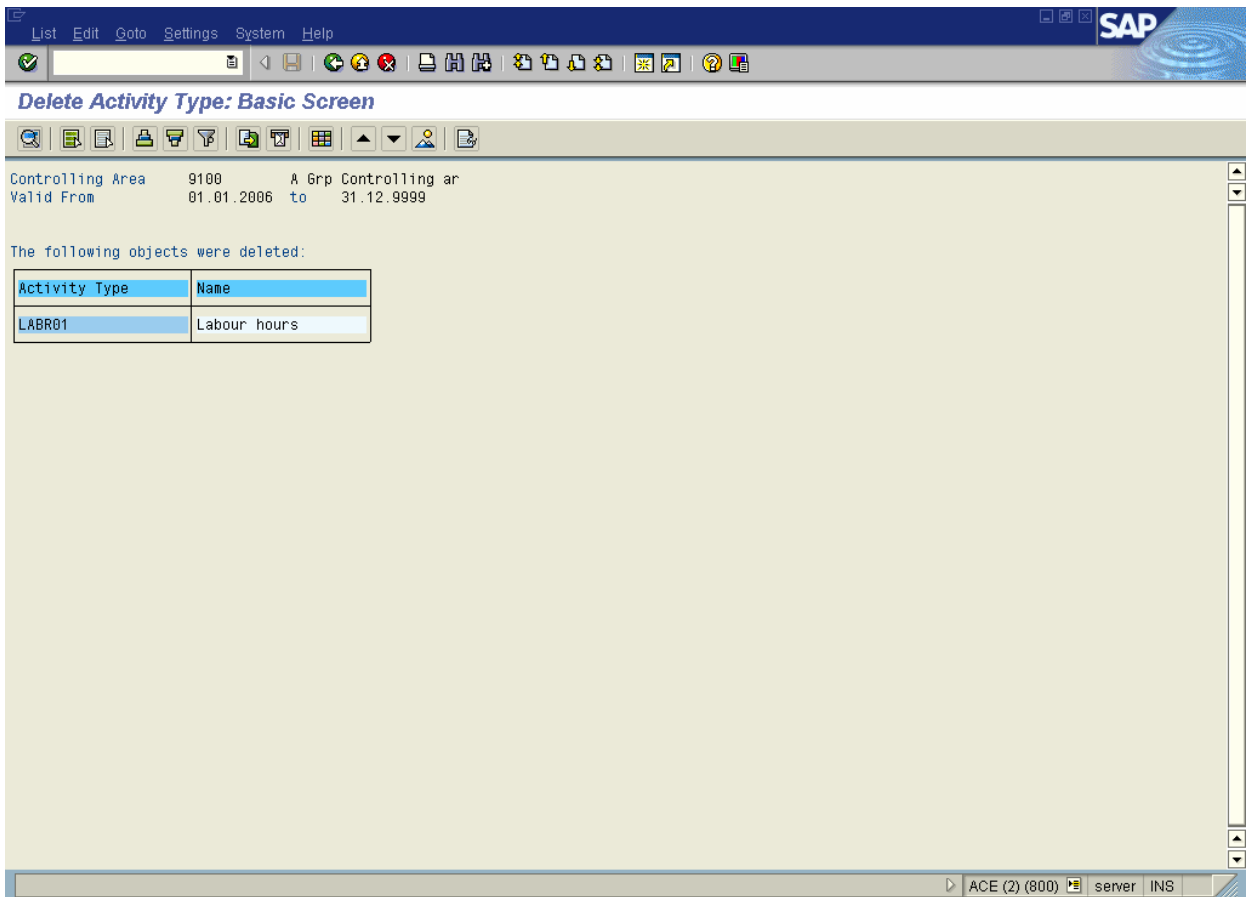 List Edit Goto Settings System Help
SAP
Delete Activity Type: Basic Screen
Controlling Area 9100 A Grp Controlling ar
Valid From 01.01.2006 to 31.12.9999
The following objects were deleted:
Activity Type Name
LABR01 Labour hours
ACE (2) (800) server INS